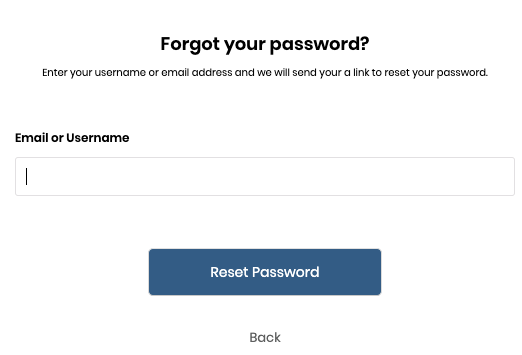 Forgot your password?
Enter your username or email address and we will send your a link to reset your password.
Email or Username
Reset Password
Back